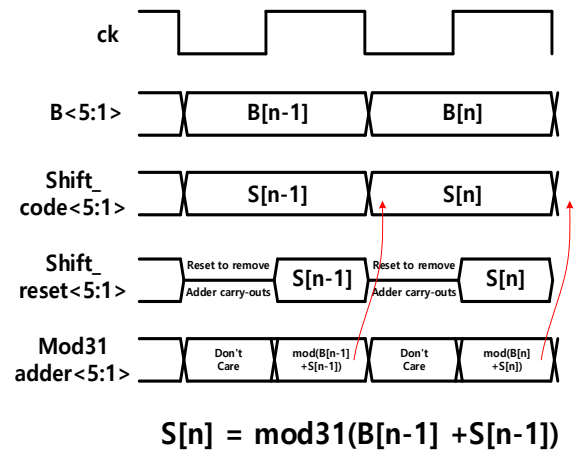 ck
B<5:1>
B[n-1]
B[n]
Shift_
code<5:1>
S[n-1]
S[n]
Shift_
reset<5:1>
Reset to remove
Adder carry-outs
S[n-1]
Reset to remove
Adder carry-outs
S[n]
Mod31
adder<5:1>
Don't
Care
mod(B[n-1]
+S[n-1])
Don't
Care
mod(B[n]
+S[n])
S[n] = mod31(B[n-1] +S[n-1])